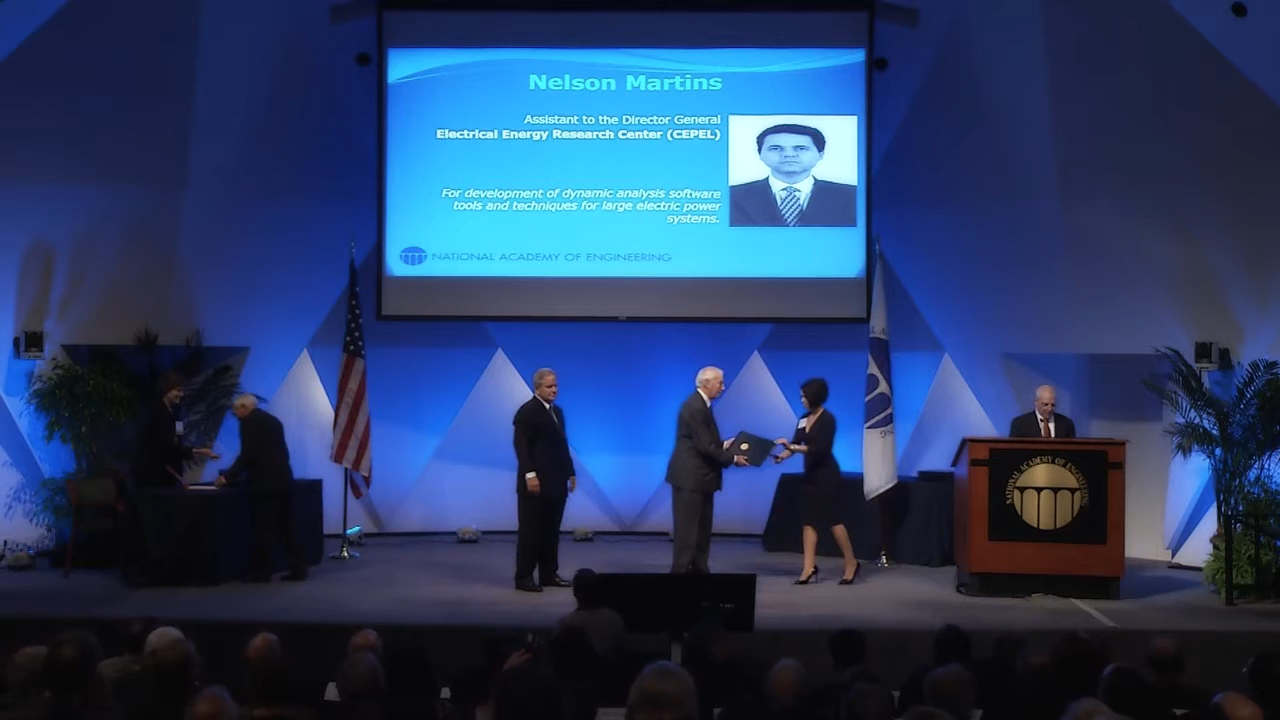 Nelson Martins
Assistant to the Director General
Electrical Energy Research Center (CEPEL)
For development of dynamic analysis software
tools and techniques for large electric power
systems.
NATIONAL ACADEMY OF ENGINEERING
NATIONAL ACADEMY OF ENGINEERING